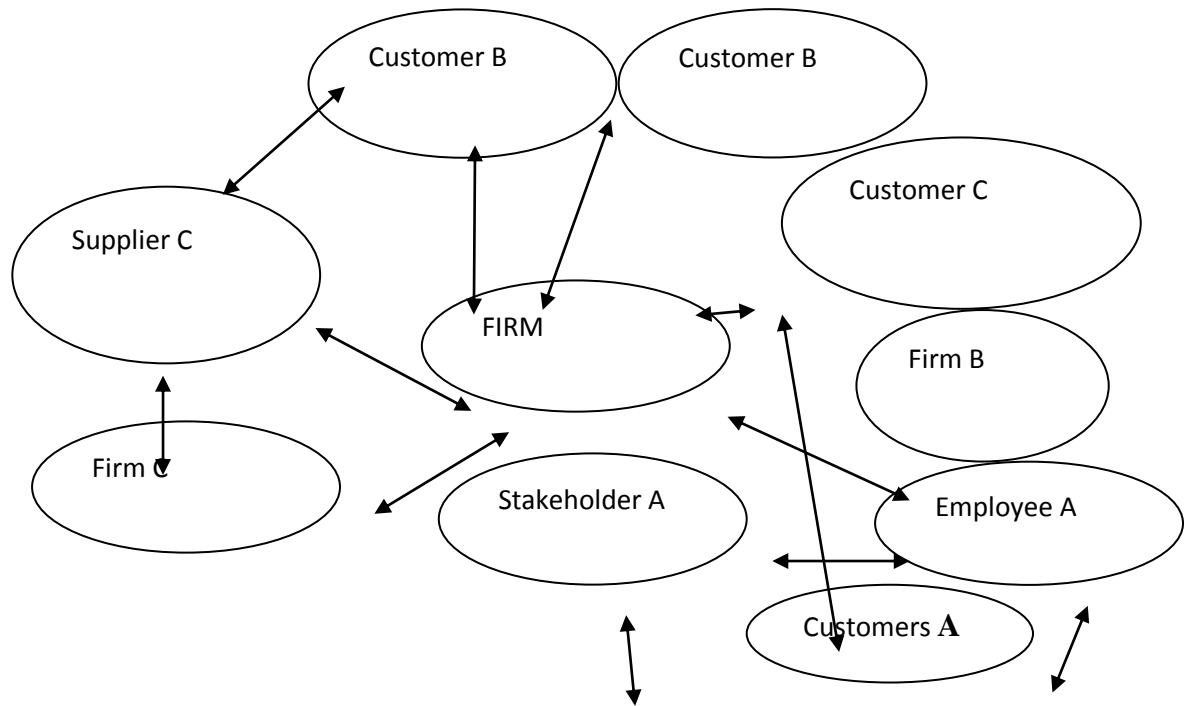 Customer B
Customer B
Customer C
Supplier C
FIRM
Firm B
Firm C
Stakeholder A
Employee A
Customers A